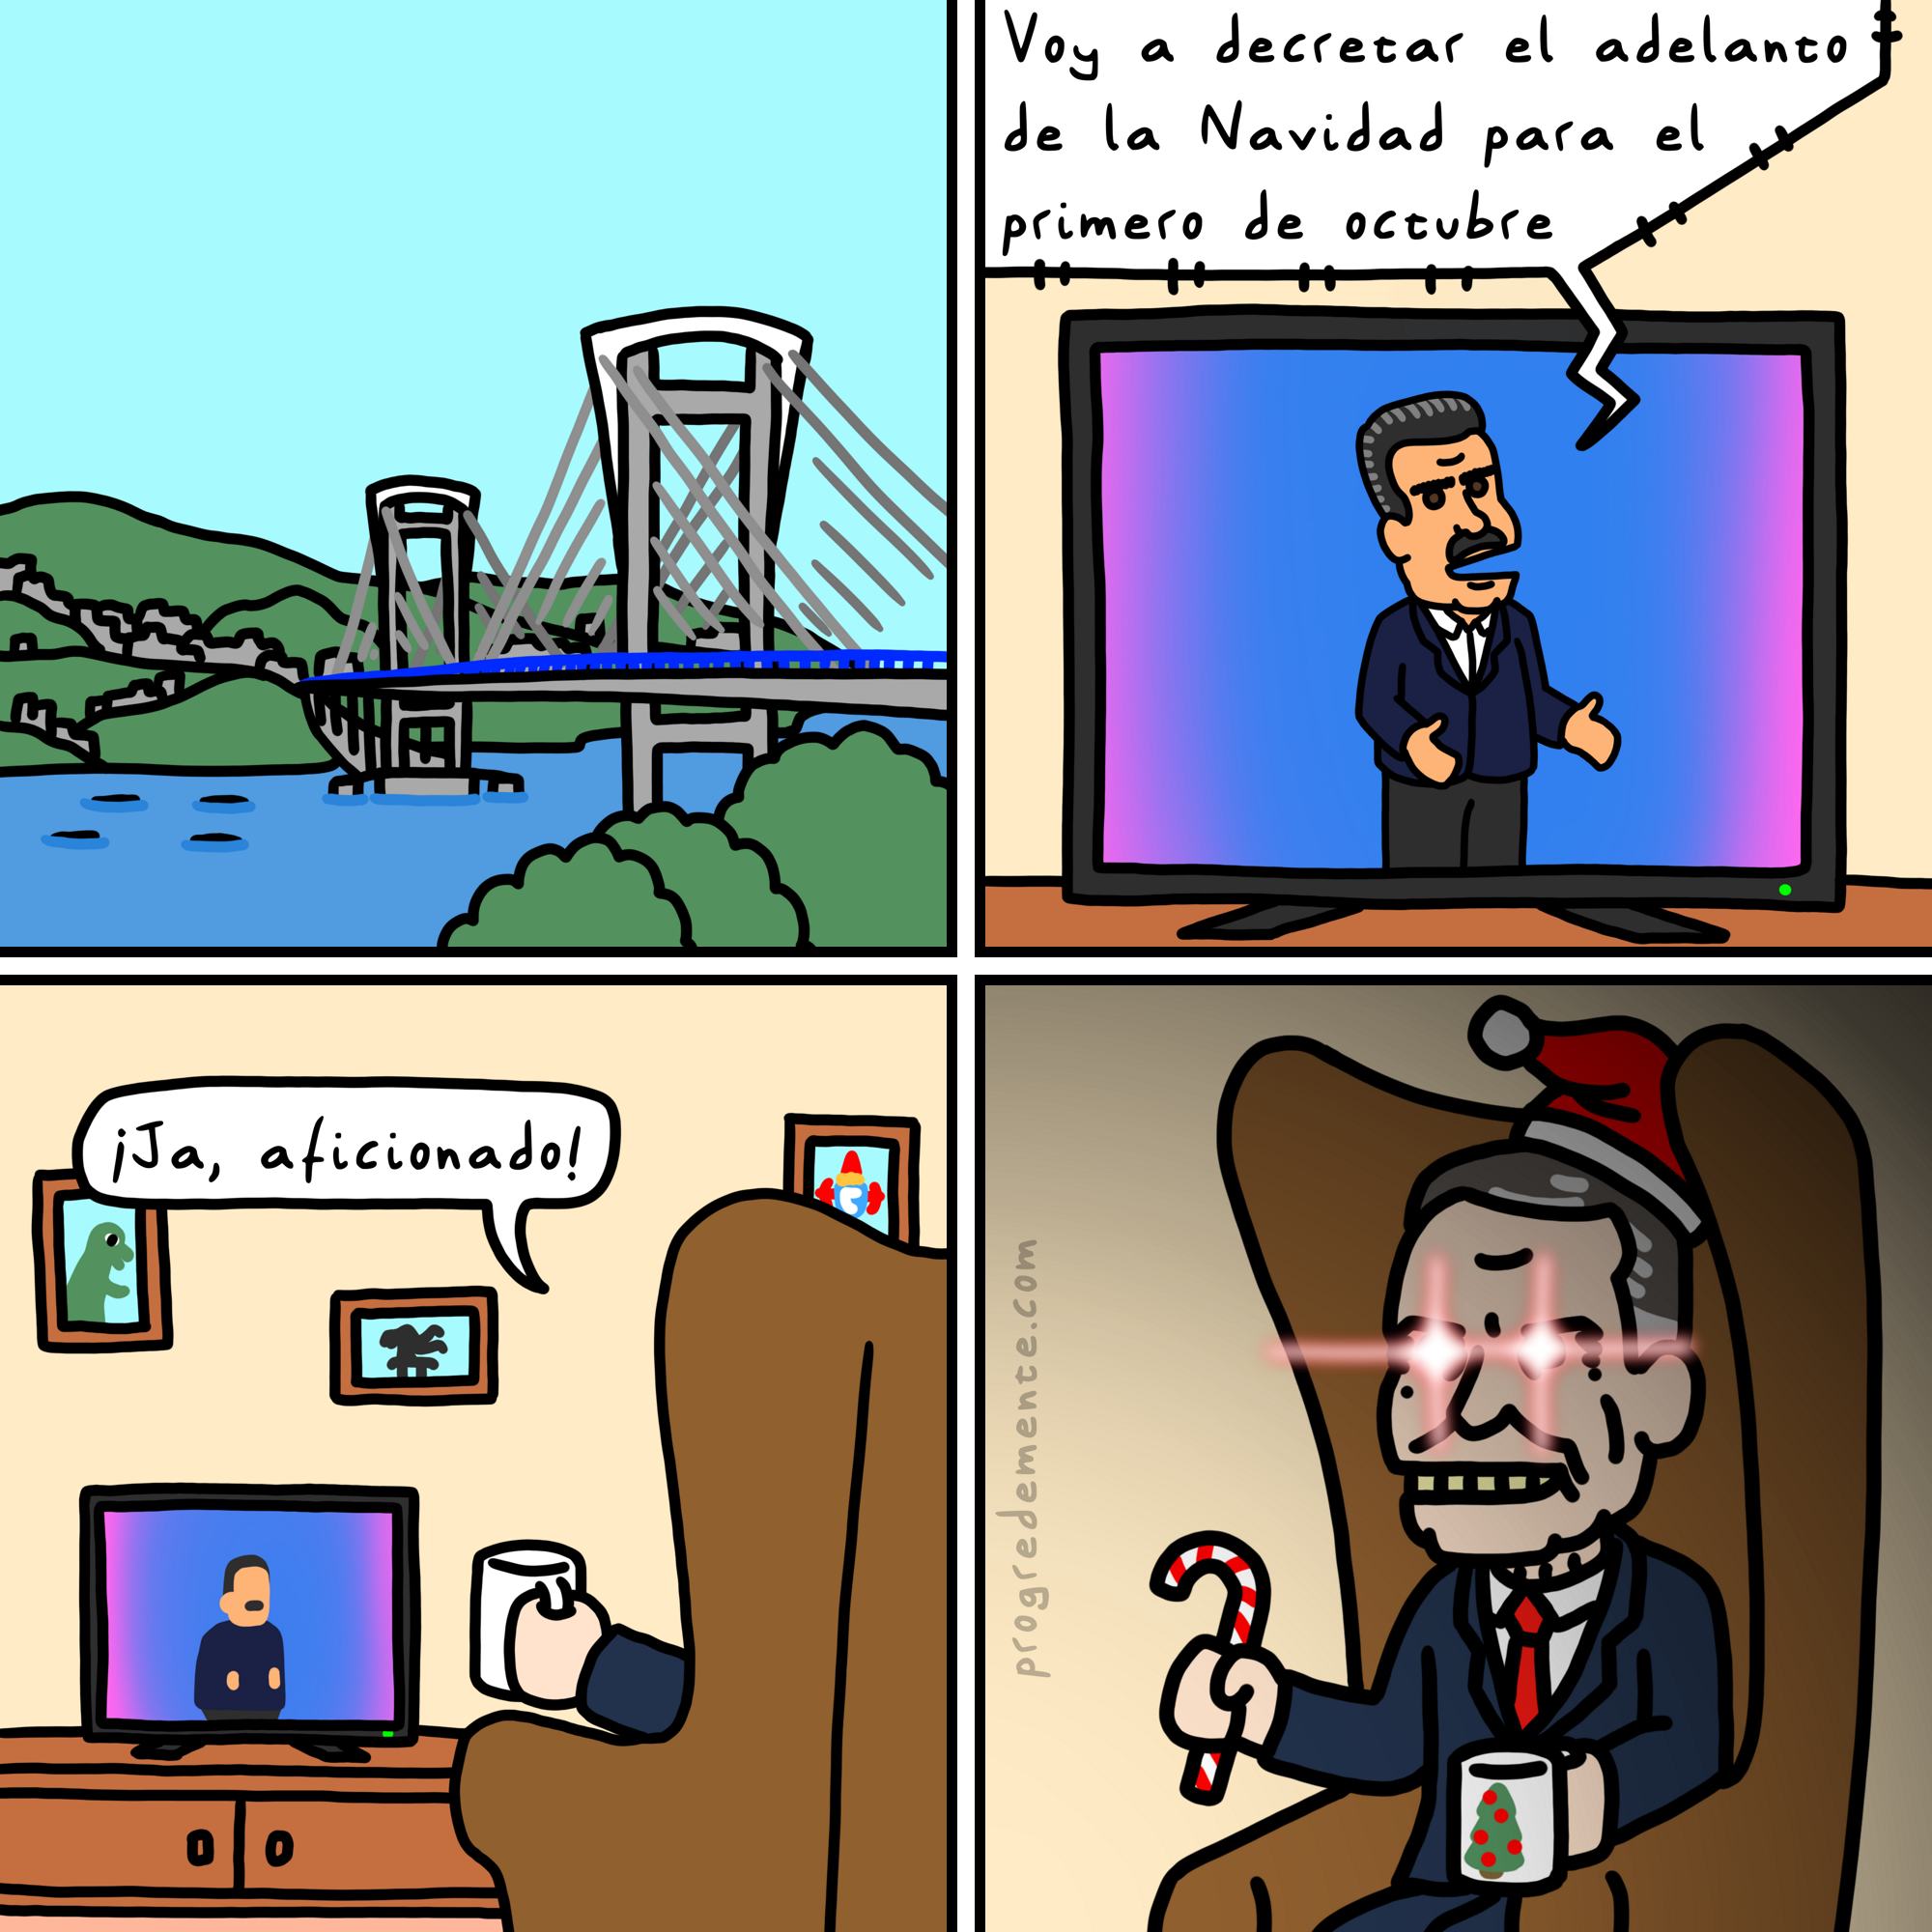 Voy a decretar el adelanto
de la Navidad para el
primero de octubre
¡Ja, aficionado!
progredemente.com